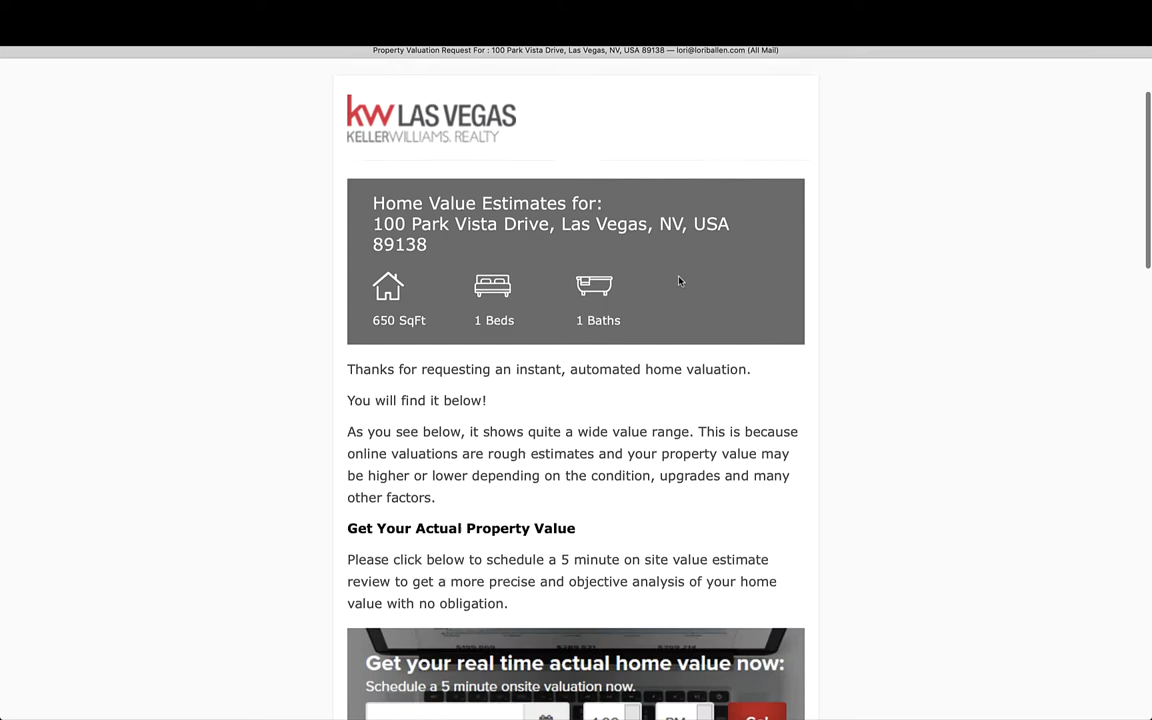 Property Valuation Request For : 100 Park Vista Drive, Las Vegas, NV, USA 89138 — lori@loriballen.com (All Mail)
kw LAS VEGAS
KELLERWILLIAMS. REALTY
Home Value Estimates for:
100 Park Vista Drive, Las Vegas, NV, USA
89138
650 SqFt 1 Beds 1 Baths
Thanks for requesting an instant, automated home valuation.
You will find it below!
As you see below, it shows quite a wide value range. This is because
online valuations are rough estimates and your property value may
be higher or lower depending on the condition, upgrades and many
other factors.
Get Your Actual Property Value
Please click below to schedule a 5 minute on site value estimate
review to get a more precise and objective analysis of your home
value with no obligation.
Get your real time actual home value now:
Schedule a 5 minute onsite valuation now.